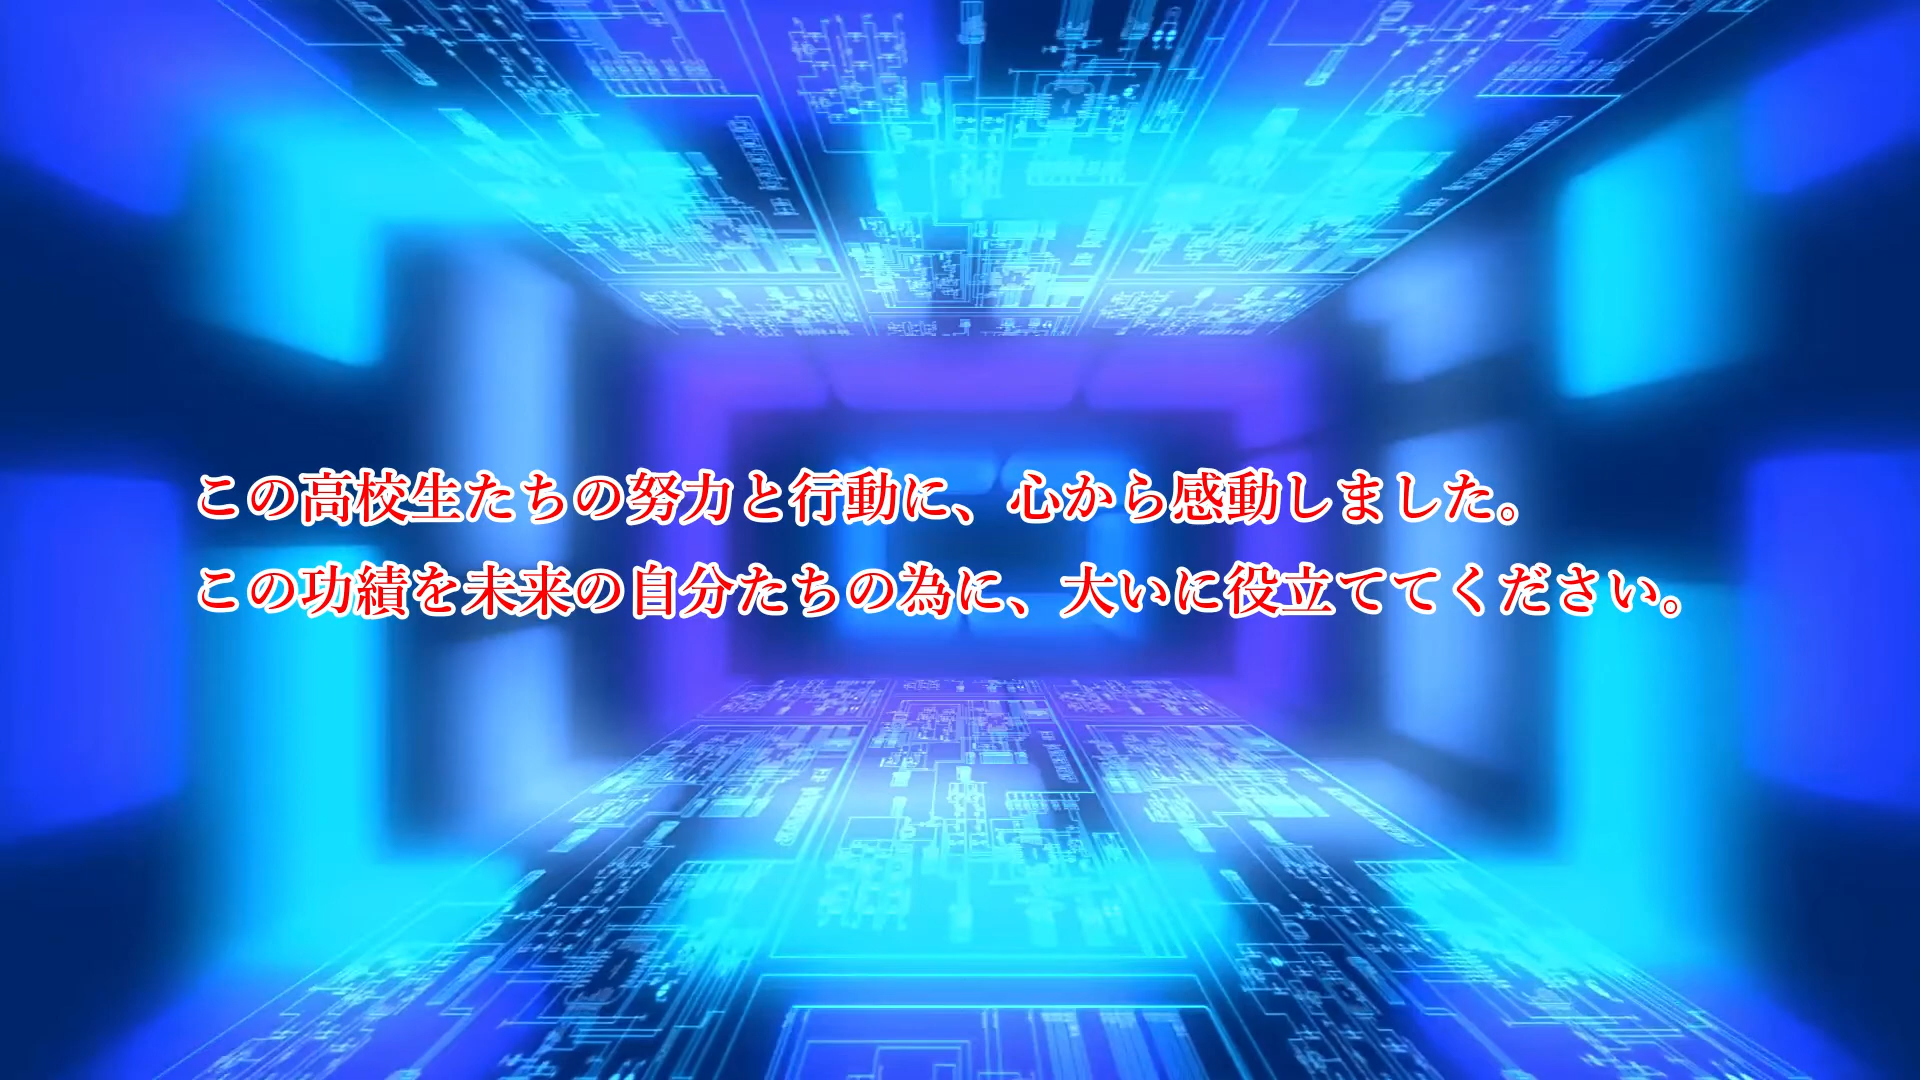 この高校生たちの努力と行動に、心から感動しました。
この功績を未来の自分たちの為に、大いに役立ててください。